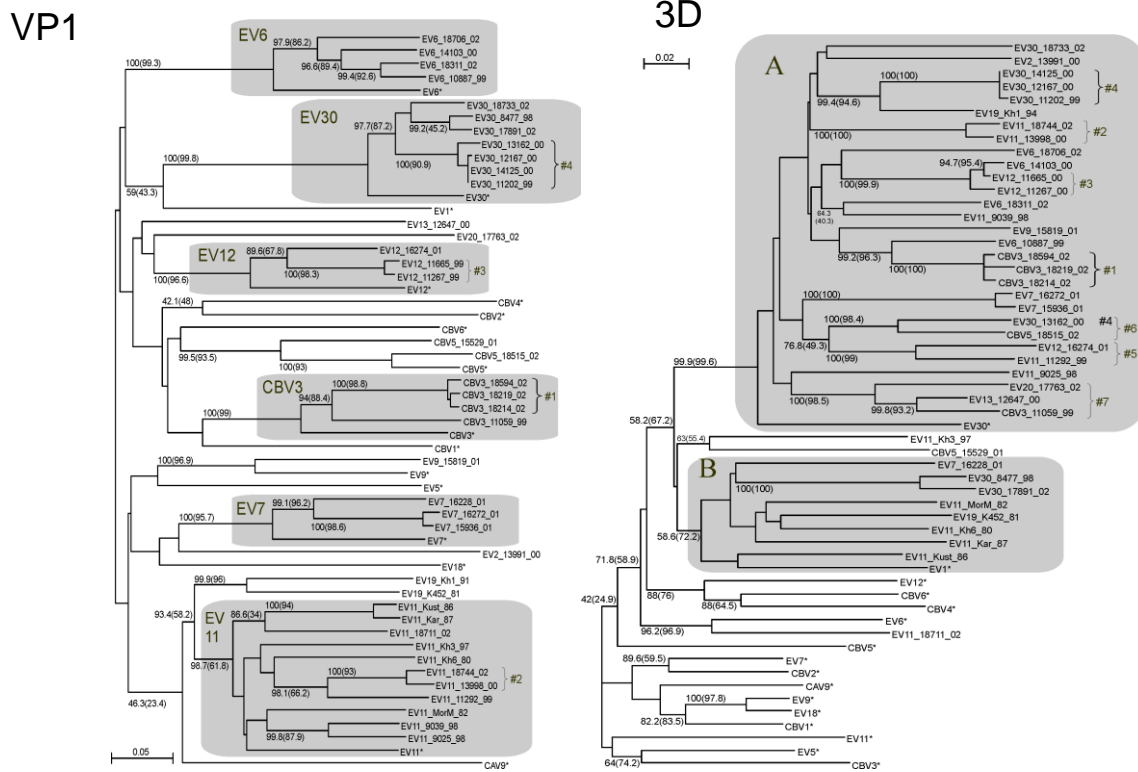 VP1
EV6
97.9(86.2)
EV6_18706_02
EV6_14103_00
96.6(89.4)
EV6_18311_02
99.4(92.6)
EV6_10887_99
100(99.3)
EV6*
EV30
EV30_18733_02
97.7(87.2)
EV30_8477_98
99.2(45.2)
EV30_17891_02
EV30_13162_00
100(90.9)
EV30_12167_00
#4
EV30_14125_00
EV30_11202_99
100(99.8)
EV30*
59(43.3)
EV1*
EV13_12647_00
EV20_17763_02
EV12
89.6(67.8)
EV12_16274_01
EV12_11665_99
#3
100(98.3)
EV12_11267_99
100(96.6)
EV12*
42.1(48)
CBV4*
CBV2*
CBV6*
CBV5_15529_01
99.5(93.5)
CBV5_18515_02
100(93)
CBV5*
CBV3
100(98.8)
CBV3_18594_02
CBV3_18219_02
#1
94(88.4)
CBV3_18214_02
CBV3_11059_99
100(99)
CBV3*
CBV1*
100(96.9)
EV9_15819_01
EV9*
EV5*
EV7
99.1(96.2)
EV7_16228_01
EV7_16272_01
100(98.6)
EV7_15936_01
100(95.7)
EV7*
EV2_13991_00
EV18*
99.9(96)
EV19_Kh1_91
EV19_K452_81
93.4(58.2)
EV
11
86.6(34)
100(94)
EV11_Kust_86
EV11_Kar_87
EV11_18711_02
EV11_Kh3_97
98.7(61.8)
EV11_Kh6_80
100(93)
EV11_18744_02
#2
EV11_13998_00
98.1(66.2)
EV11_11292_99
46.3(23.4)
EV11_MorM_82
EV11_9039_98
99.8(87.9)
EV11_9025_98
EV11*
CAV9*
0.05
3D
0.02
A
EV30_18733_02
EV2_13991_00
100(100)
EV30_14125_00
EV30_12167_00
#4
EV30_11202_99
99.4(94.6)
EV19_Kh1_94
EV11_18744_02
#2
100(100)
EV11_13998_00
EV6_18706_02
94.7(95.4)
EV6_14103_00
EV12_11665_00
#3
100(99.9)
EV12_11267_00
EV6_18311_02
64.3
(40.3)
EV11_9039_98
EV9_15819_01
EV6_10887_99
99.2(96.3)
CBV3_18594_02
100(100)
CBV3_18219_02
#1
CBV3_18214_02
100(100)
EV7_16272_01
EV7_15936_01
100(98.4)
EV30_13162_00
#4
CBV5_18515_02
#6
76.8(49.3)
EV12_16274_01
#5
100(99)
EV11_11292_99
99.9(99.6)
EV11_9025_98
EV20_17763_02
100(98.5)
EV13_12647_00
#7
99.8(93.2)
CBV3_11059_99
EV30*
58.2(67.2)
63(55.4)
EV11_Kh3_97
CBV5_15529_01
B
EV7_16228_01
EV30_8477_98
100(100)
EV30_17891_02
EV11_MorM_82
EV19_K452_81
EV11_Kh6_80
58.6(72.2)
EV11_Kar_87
EV11_Kust_86
EV1*
71.8(58.9)
EV12*
88(76)
CBV6*
88(64.5)
CBV4*
42(24.9)
EV6*
96.2(96.9)
EV11_18711_02
CBV5*
89.6(59.5)
EV7*
CBV2*
CAV9*
100(97.8)
EV9*
EV18*
82.2(83.5)
CBV1*
EV11*
EV5*
64(74.2)
CBV3*